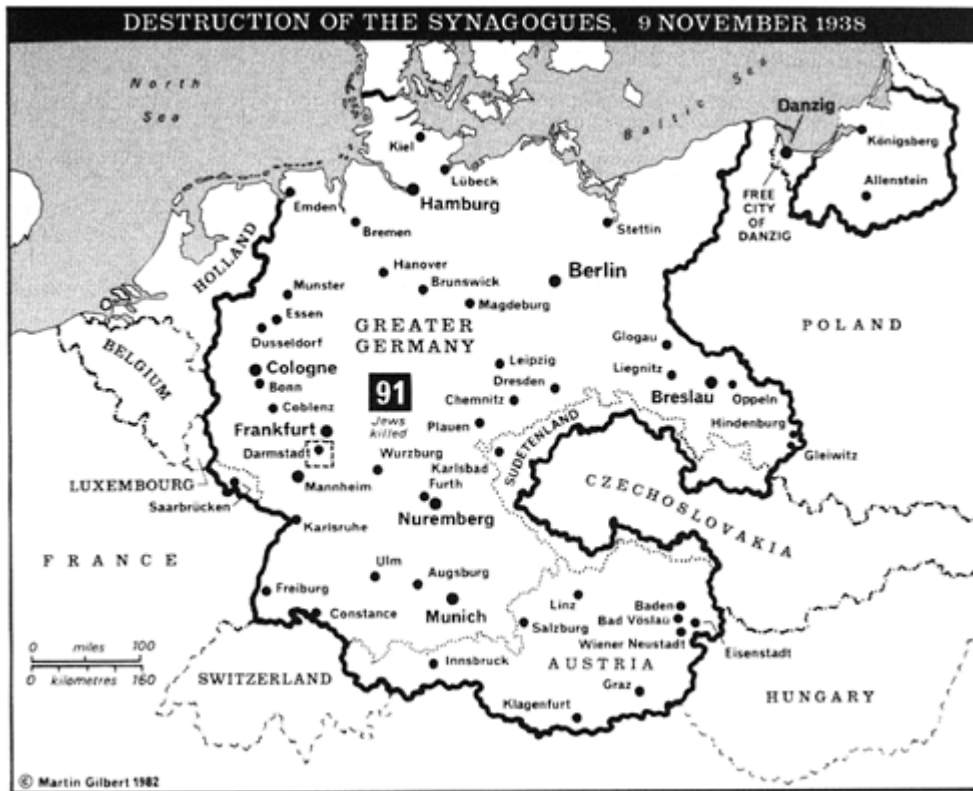 DESTRUCTION OF THE SYNAGOGUES, 9 NOVEMBER 1938
North
Sea
Baltic Sea
Danzig
Königsberg
Kiel
Lübeck
Allenstein
Hamburg
Emden
FREE
CITY
OF
DANZIG
Bremen
Stettin
HOLLAND
Hanover
Berlin
Munster
Brunswick
Magdeburg
Essen
GREATER
GERMANY
POLAND
Dusseldorf
Glogau
BELGIUM
Cologne
Leipzig
Liegnitz
Bonn
Dresden
Breslau
Oppeln
91
Jews
killed
Coblenz
Chemnitz
Hindenburg
Frankfurt
Plauen
SUDETENLAND
Darmstadt
Wurzburg
Gleiwitz
Karlsbad
LUXEMBOURG
Mannheim
Furth
CZECHOSLOVAKIA
Saarbrücken
Nuremberg
Karlsruhe
FRANCE
Ulm
Augsburg
Freiburg
Linz
Baden
Munich
Constance
Bad Vöslau
Salzburg
Wiener Neustadt
Eisenstadt
0 miles 100
0 kilometres 160
Innsbruck
AUSTRIA
SWITZERLAND
Graz
HUNGARY
Klagenfurt
© Martin Gilbert 1982